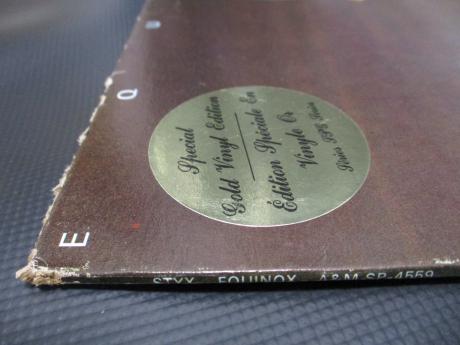 E
Q
U
Special
Gold Vinyl Edition
Édition Spéciale En
Vinyle Or
STYX EQUINOX A&M SP-4559